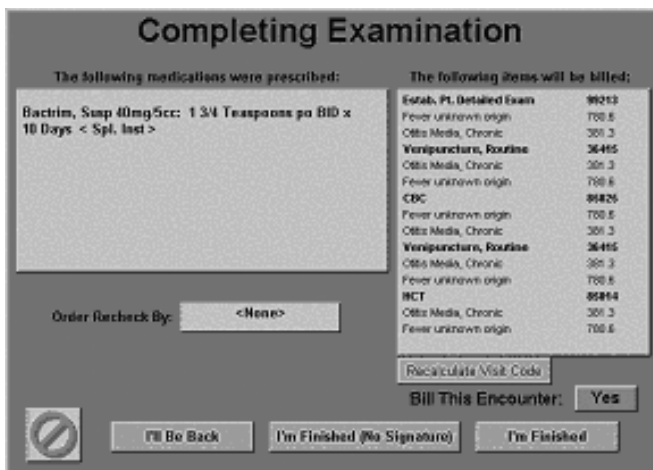 Completing Examination
The following medications were prescribed:
Bactrim, Susp 40mg/5cc: 1 3/4 Teaspoons po BID x
10 Days < Spl. Inst >
Order Recheck By: <None>
The following items will be billed:
Estab. Pt. Detailed Exam 99213
Fever unknown origin 780.6
Otitis Media, Chronic 381.3
Venipuncture, Routine 36415
Otitis Media, Chronic 381.3
Fever unknown origin 780.6
CBC
Fever unknown origin 780.6
Otitis Media, Chronic 381.3
Venipuncture, Routine 36415
Otitis Media, Chronic 381.3
Fever unknown origin 780.6
HCT 85014
Otitis Media, Chronic 381.3
Fever unknown origin 780.6
Recalculate Visit Code
Bill This Encounter: Yes
I'll Be Back
I'm Finished (No Signature)
I'm Finished